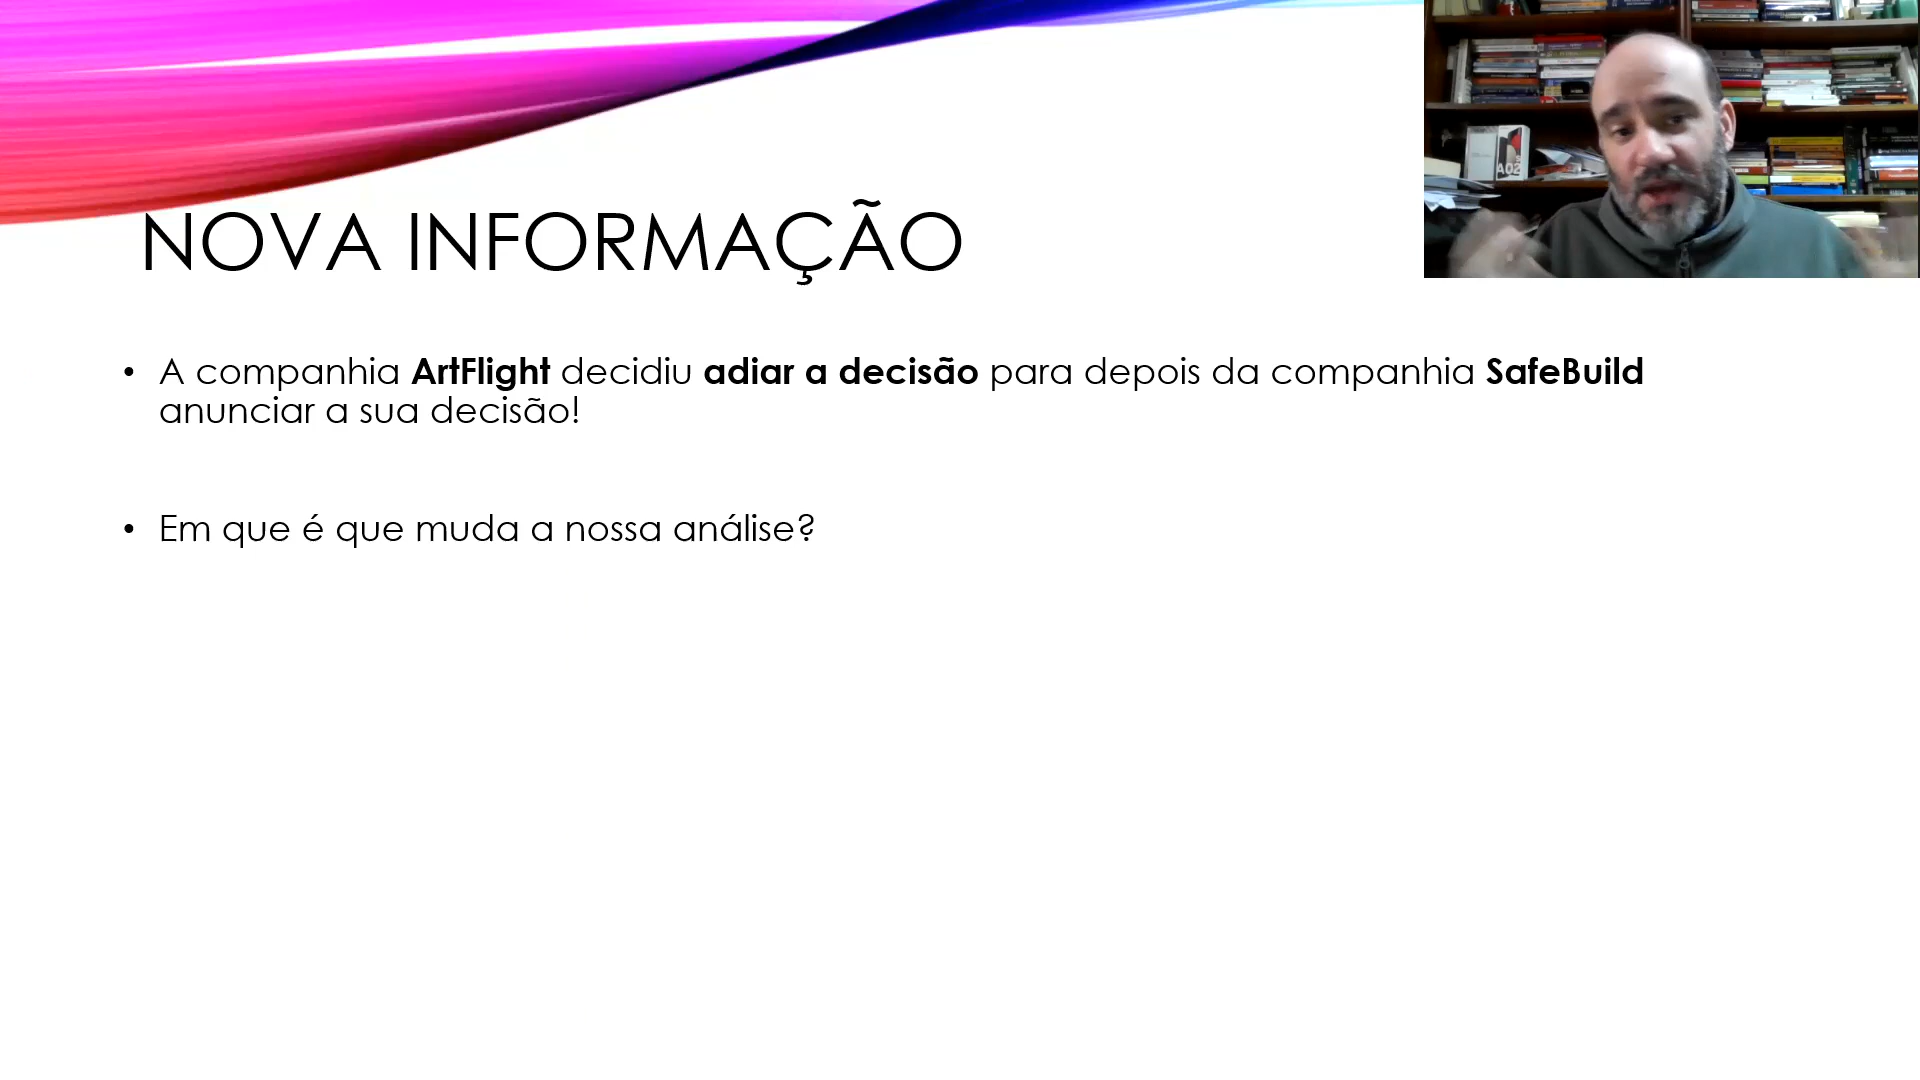 NOVA INFORMAÇÃO
• A companhia ArtFlight decidiu adiar a decisão para depois da companhia SafeBuild
anunciar a sua decisão!
• Em que é que muda a nossa análise?
A02